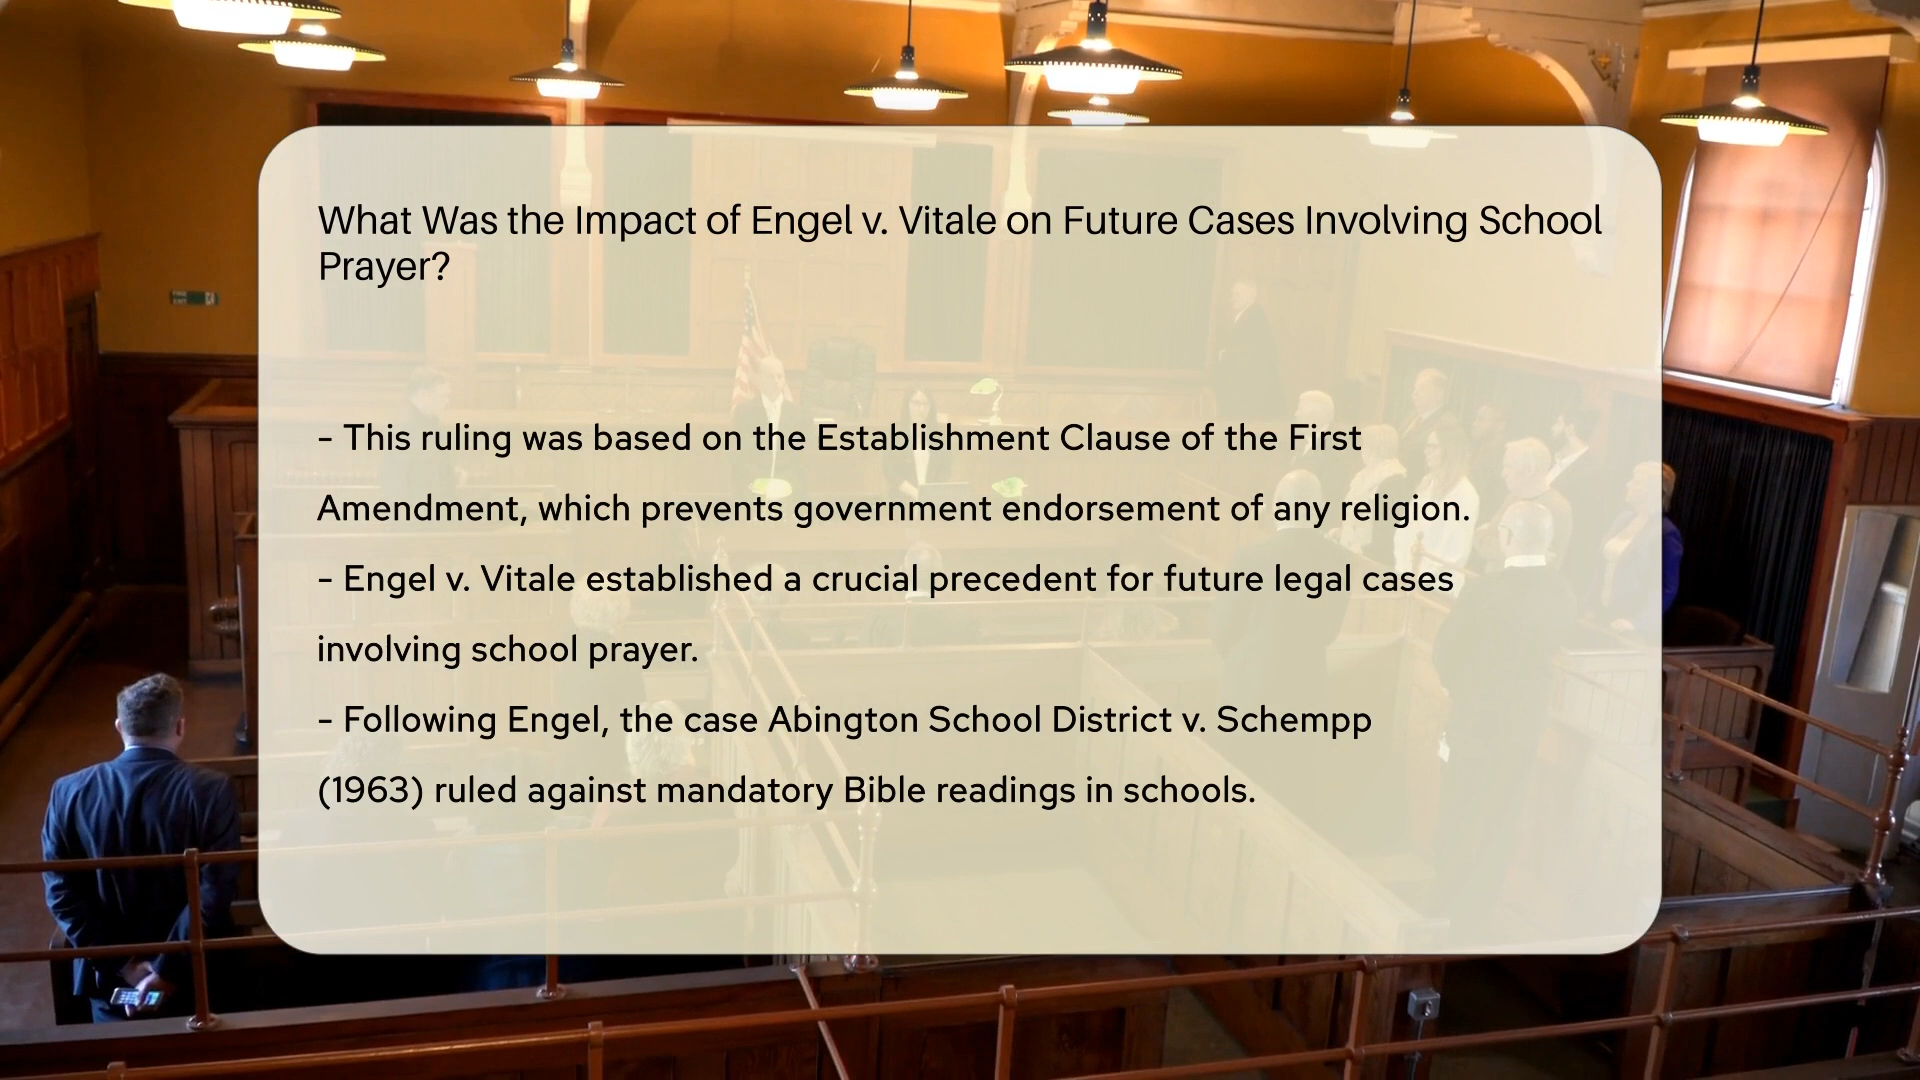 What Was the Impact of Engel v. Vitale on Future Cases Involving School
Prayer?
– This ruling was based on the Establishment Clause of the First
Amendment, which prevents government endorsement of any religion.
– Engel v. Vitale established a crucial precedent for future legal cases
involving school prayer.
– Following Engel, the case Abington School District v. Schempp
(1963) ruled against mandatory Bible readings in schools.